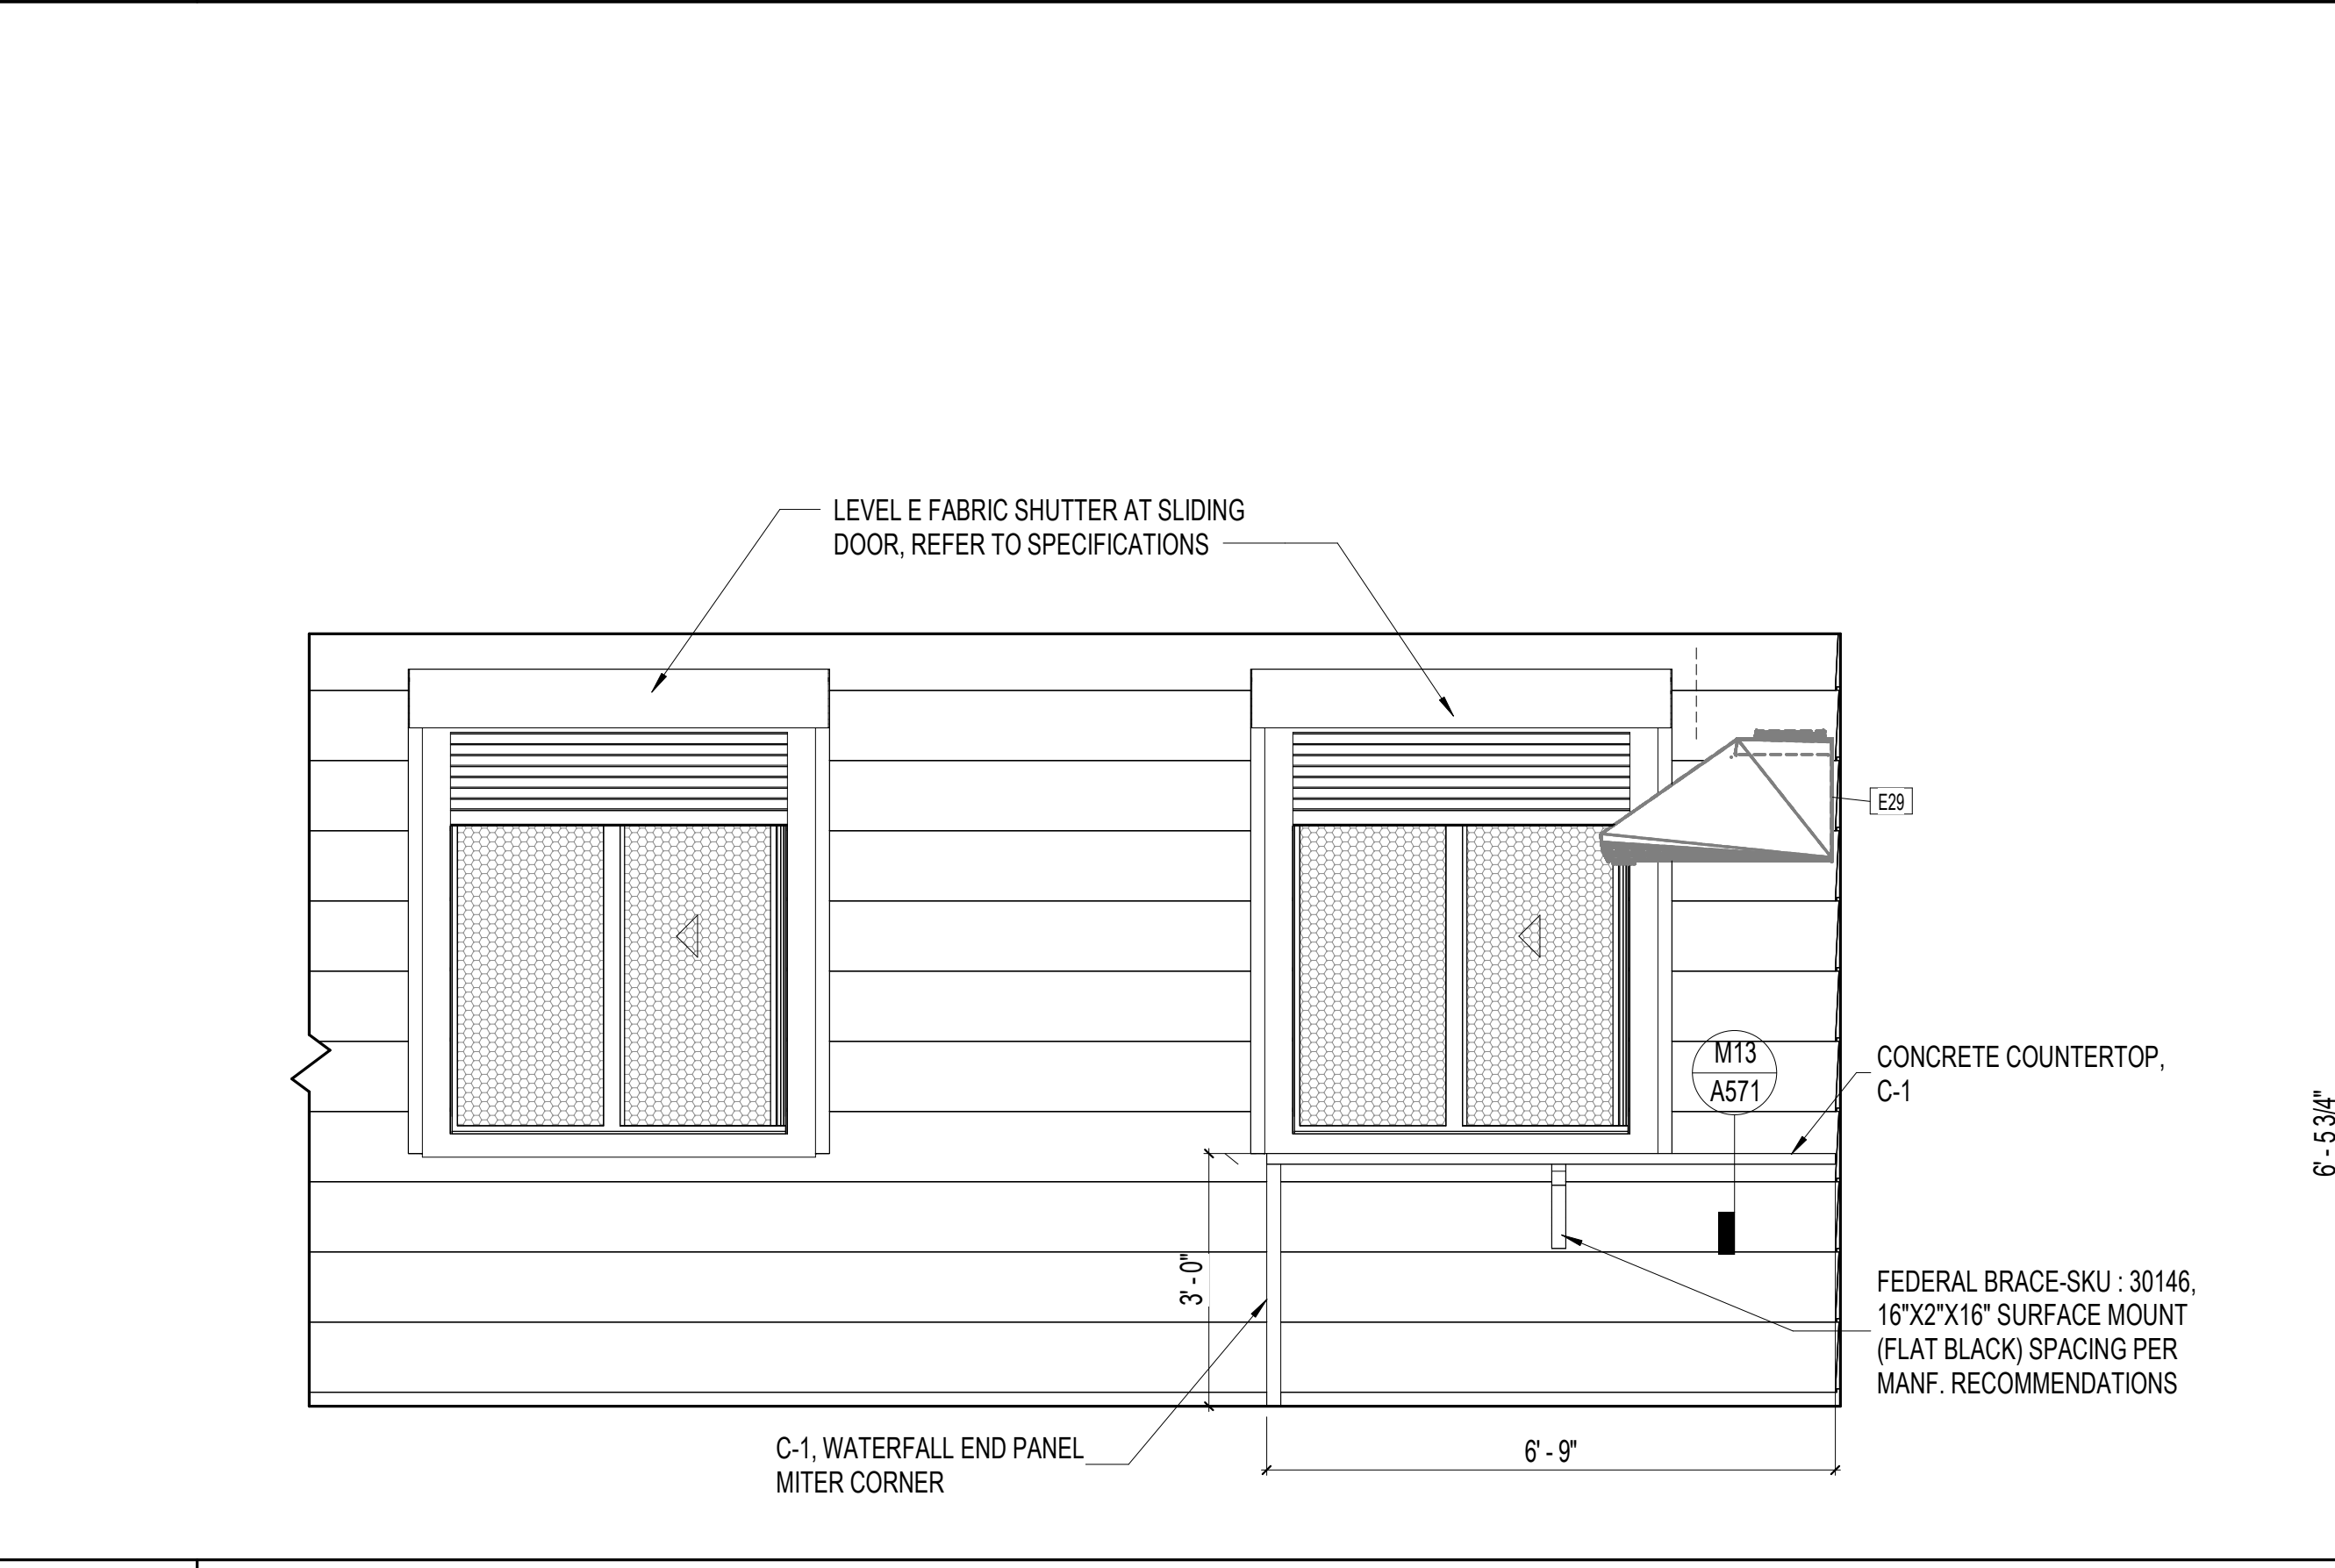 LEVEL E FABRIC SHUTTER AT SLIDING
DOOR, REFER TO SPECIFICATIONS
E29
M13
A571
CONCRETE COUNTERTOP,
C-1
6' - 5 3/4"
3' - 0"
FEDERAL BRACE-SKU : 30146,
16"X2"X16" SURFACE MOUNT
(FLAT BLACK) SPACING PER
MANF. RECOMMENDATIONS
C-1, WATERFALL END PANEL
MITER CORNER
6' - 9"